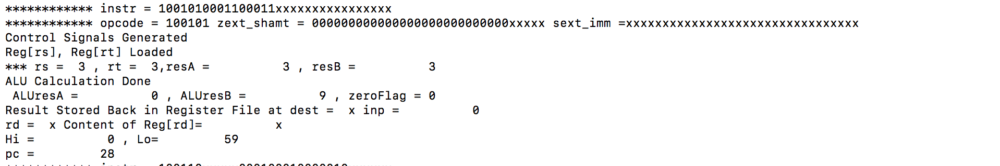 ************ instr = 1001010001100011xxxxxxxxxxxxxxxx
************ opcode = 100101 zext_shamt = 000000000000000000000000000xxxxx sext_imm =xxxxxxxxxxxxxxxxxxxxxxxxxxxxxxxx
Control Signals Generated
Reg[rs], Reg[rt] Loaded
*** rs =  3 , rt =  3,resA =          3 , resB =          3
ALU Calculation Done
 ALUresA =          0 , ALUresB =          9 , zeroFlag = 0
Result Stored Back in Register File at dest =  x inp =          0
rd =  x Content of Reg[rd]=          x
Hi =          0 , Lo=         59
pc =         28